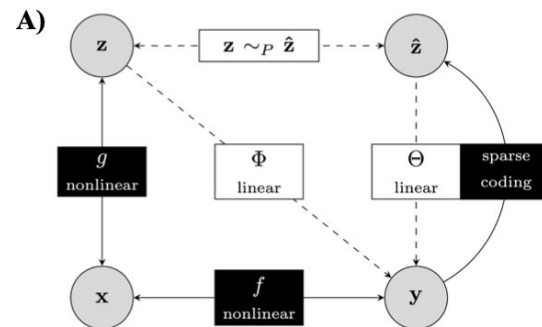 A)
z
z ∼P ẑ
ẑ
g
nonlinear
Φ
linear
Θ
linear
sparse
coding
x
f
nonlinear
y